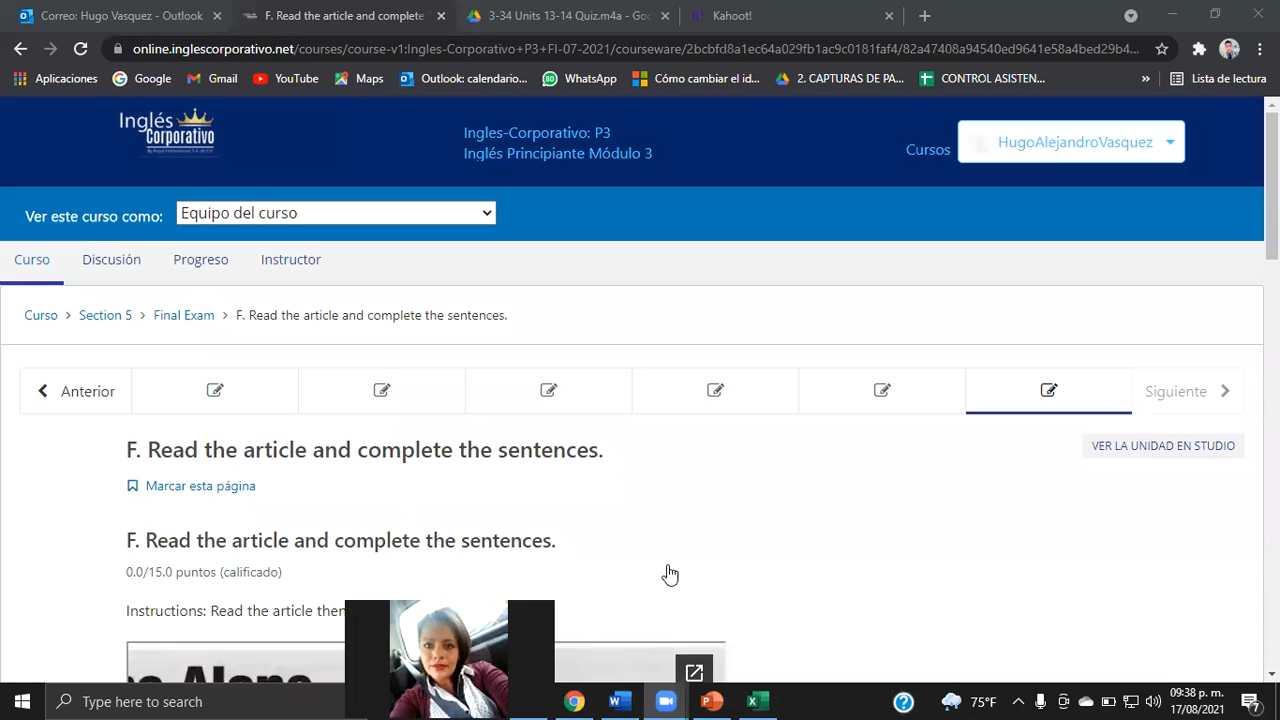 Correo: Hugo Vasquez - Outlook
F. Read the article and complete
3-34 Units 13-14 Quiz.m4a - Goo
Kahoot!
online.inglescorporativo.net/courses/course-v1:Ingles-Corporativo+P3+FI-07-2021/courseware/2bcbfd8a1ec64a029fb1ac9c0181faf4/82a47408a94540ed9641e58a4bed29b4...
Aplicaciones
Google
Gmail
YouTube
Maps
Outlook: calendario...
WhatsApp
Cómo cambiar el id...
2. CAPTURAS DE PA...
CONTROL ASISTEN...
»
Lista de lectura
Inglés
Corporativo
Ingles-Corporativo: P3
Inglés Principiante Módulo 3
Cursos
HugoAlejandroVasquez
Ver este curso como:
Equipo del curso
Curso
Discusión
Progreso
Instructor
Curso > Section 5 > Final Exam > F. Read the article and complete the sentences.
Anterior
Siguiente
F. Read the article and complete the sentences.
VER LA UNIDAD EN STUDIO
Marcar esta página
F. Read the article and complete the sentences.
0.0/15.0 puntos (calificado)
Instructions: Read the article then
Type here to search
75°F
09:38 p. m.
17/08/2021
7